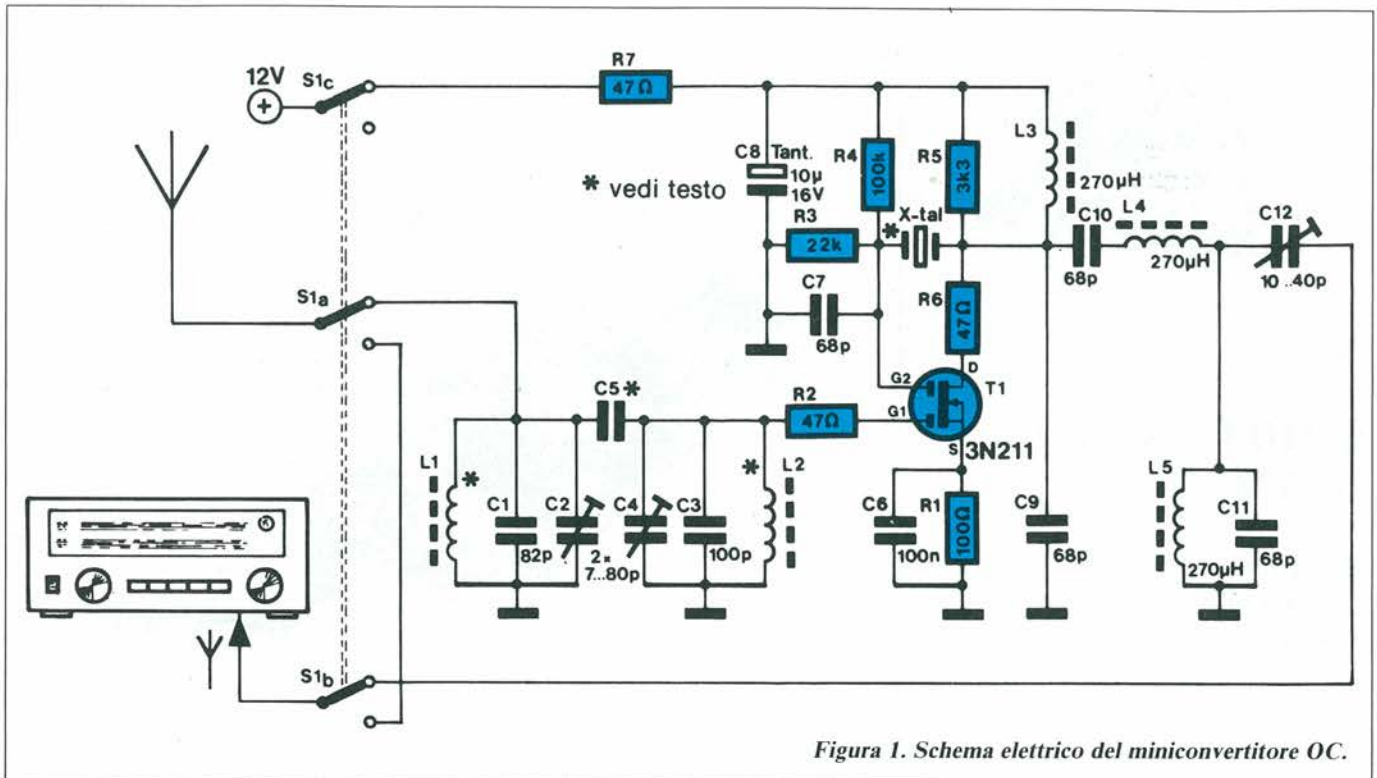 12V
S1c
R7
47Ω
C8 Tant.
10µ
16V
* vedi testo
R4
100k
R5
3k3
L3
270µH
R3
22k
* X-tal
C10
68p
L4
270µH
C12
10 ..40p
S1a
C7
68p
R6
47Ω
G2
D
T1
G1
S
3N211
C5*
R2
47Ω
L1
*
C1
82p
C2
2x
7...80p
C4
C3
100p
*
L2
C6
100n
R1
100Ω
C9
68p
L5
270µH
C11
68p
S1b
Figura 1. Schema elettrico del miniconvertitore OC.